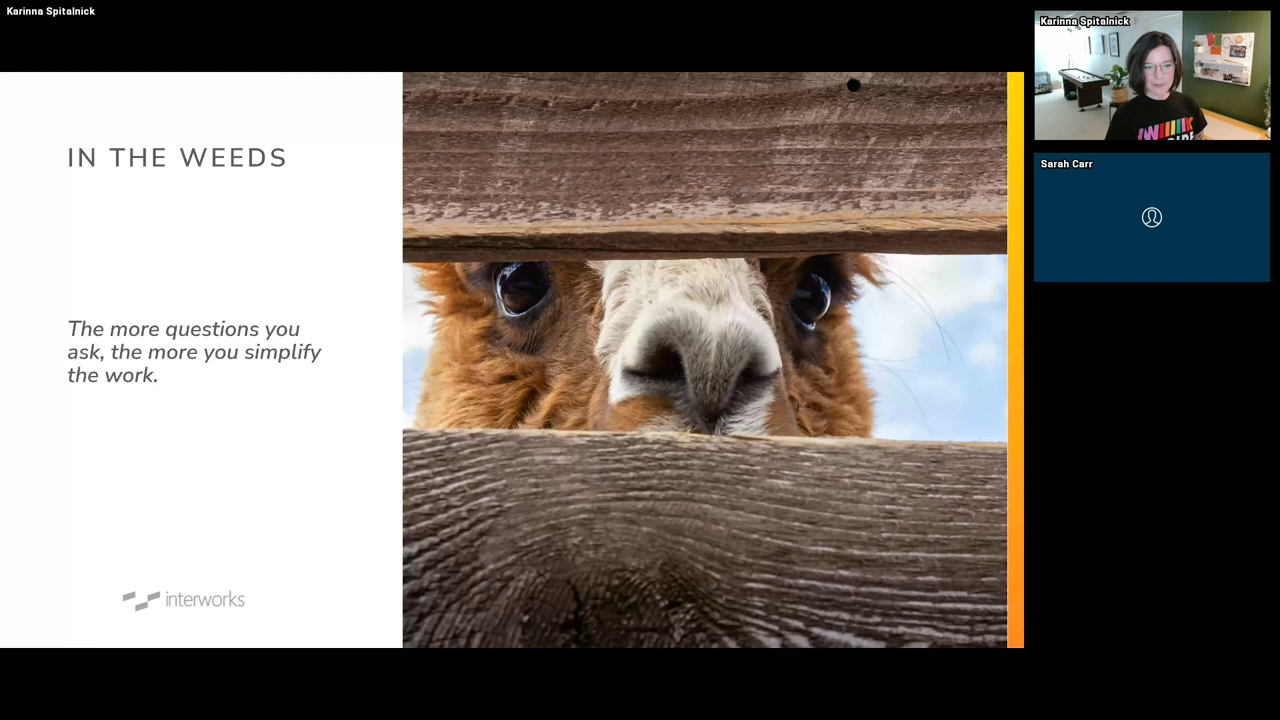 Karinna Spitalnick
IN THE WEEDS
The more questions you
ask, the more you simplify
the work.
interworks
Karinna Spitalnick
Sarah Carr